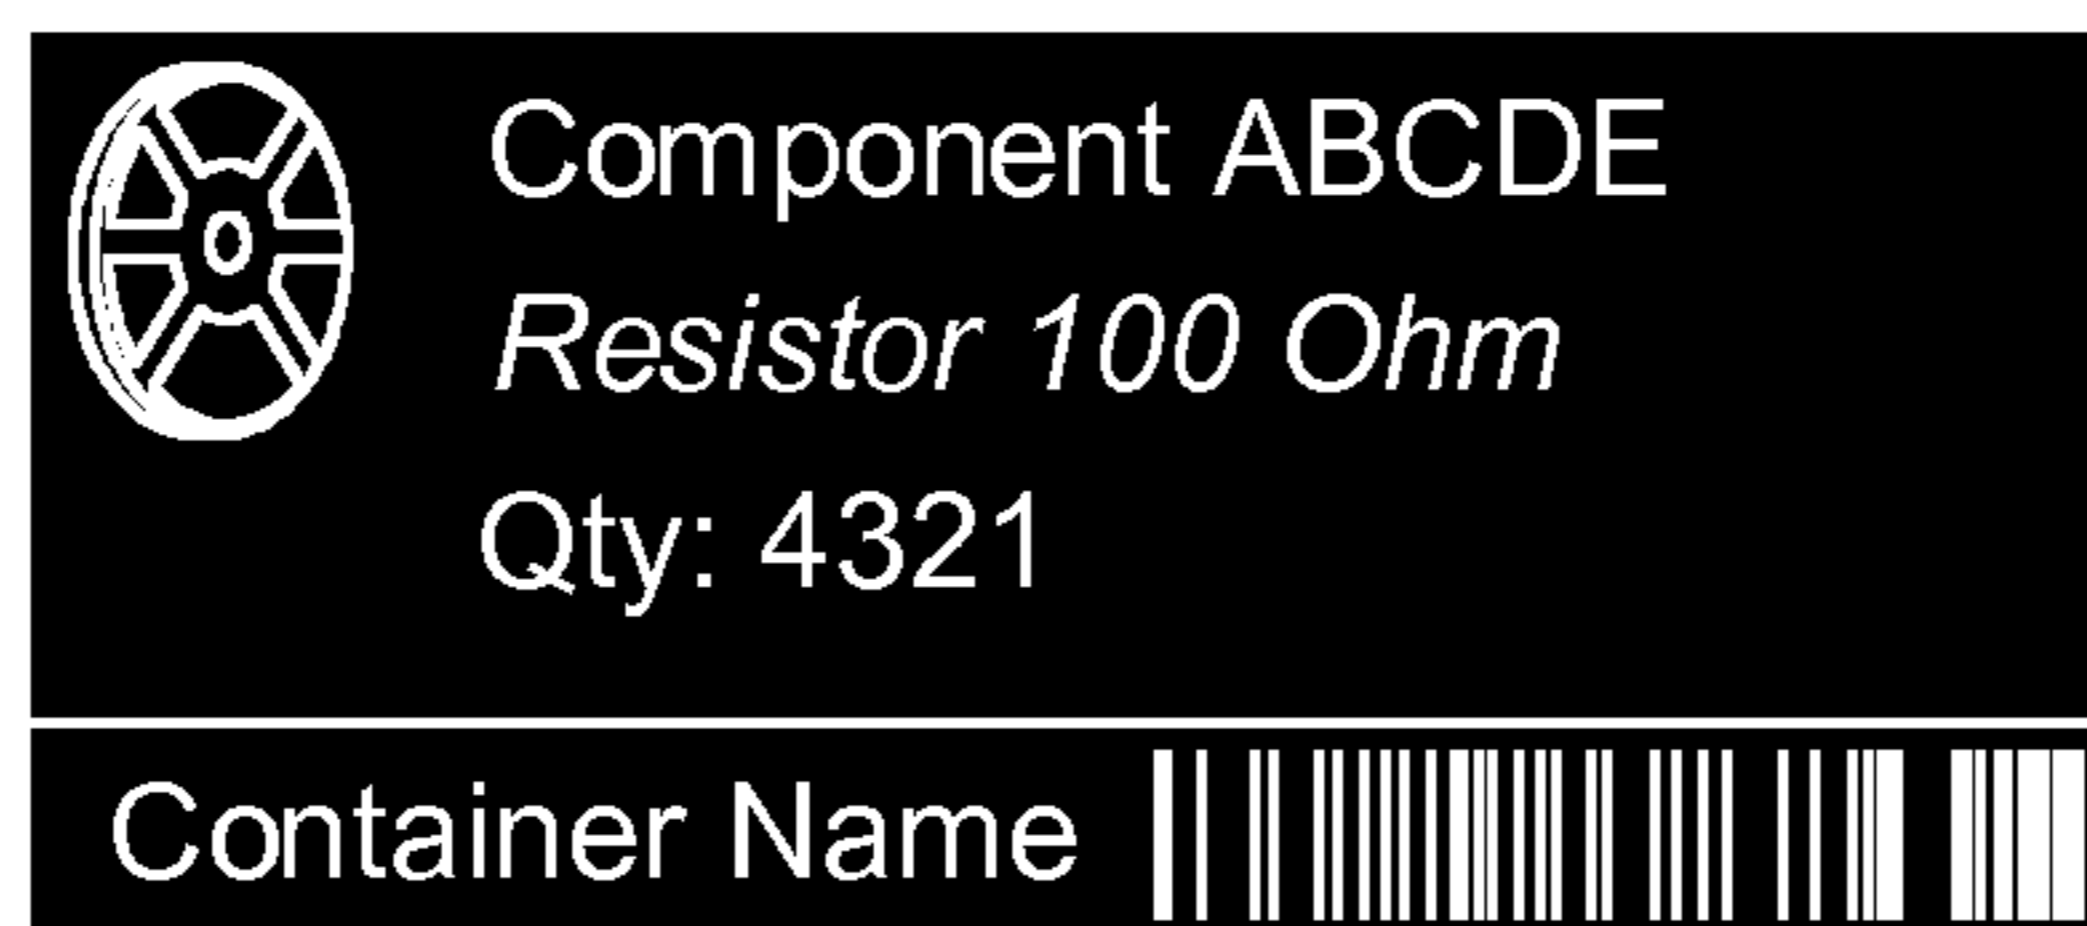 Component ABCDE
Resistor 100 Ohm
Qty: 4321
Container Name